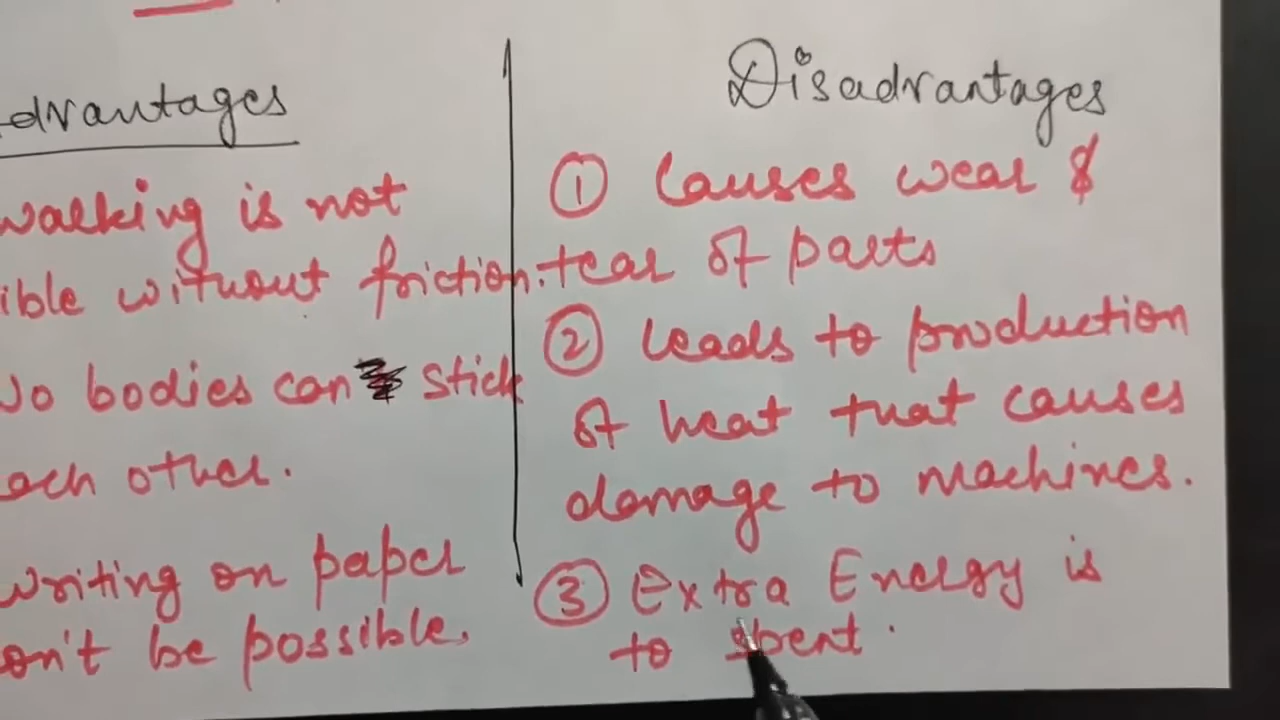 dvantages
walking is not
ible without friction.
wo bodies can stick
each other.
writing on paper
on't be possible.
Disadvantages
① Causes wear &
tear of parts
② Leads to production
of heat that causes
damage to machines.
③ Extra Energy is
to spent.